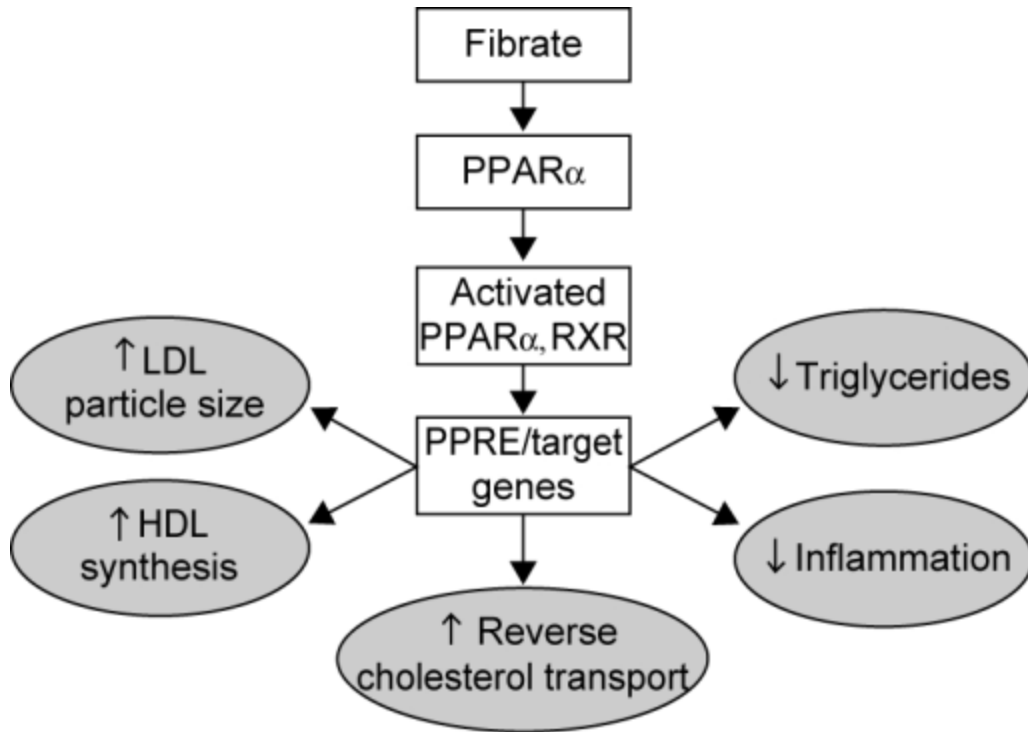 Fibrate
PPARα
Activated
PPARα, RXR
PPRE/target
genes
↑ LDL
particle size
↑ HDL
synthesis
↑ Reverse
cholesterol transport
↓ Triglycerides
↓ Inflammation